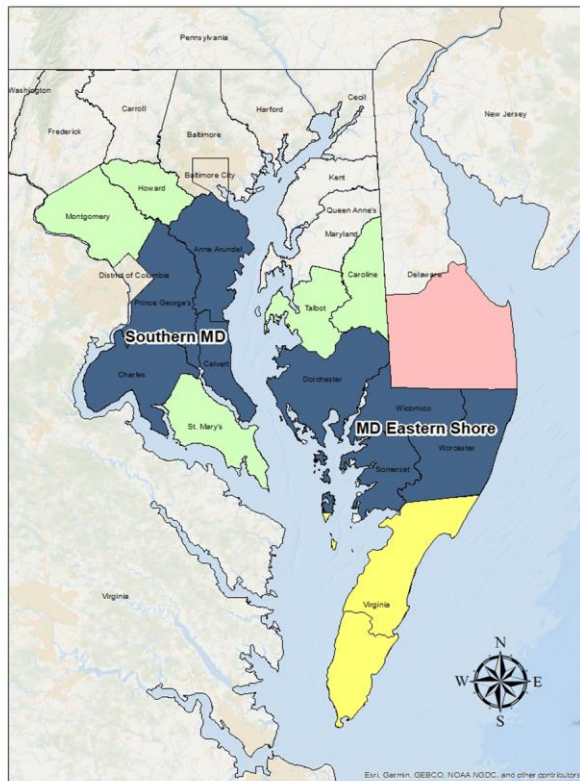 Pennsylvania
Washington
Carroll
Harford
Cecil
New Jersey
Frederick
Baltimore
Baltimore City
Kent
Howard
Montgomery
Queen Anne's
Maryland
Anne Arundel
Caroline
Delaware
District of Columbia
Prince George's
Talbot
Southern MD
Calvert
Charles
Dorchester
Wicomico
MD Eastern Shore
St. Mary's
Worcester
Somerset
Virginia
Virginia
N
W
E
S
Esri, Garmin, GEBCO, NOAA NGDC, and other contributors